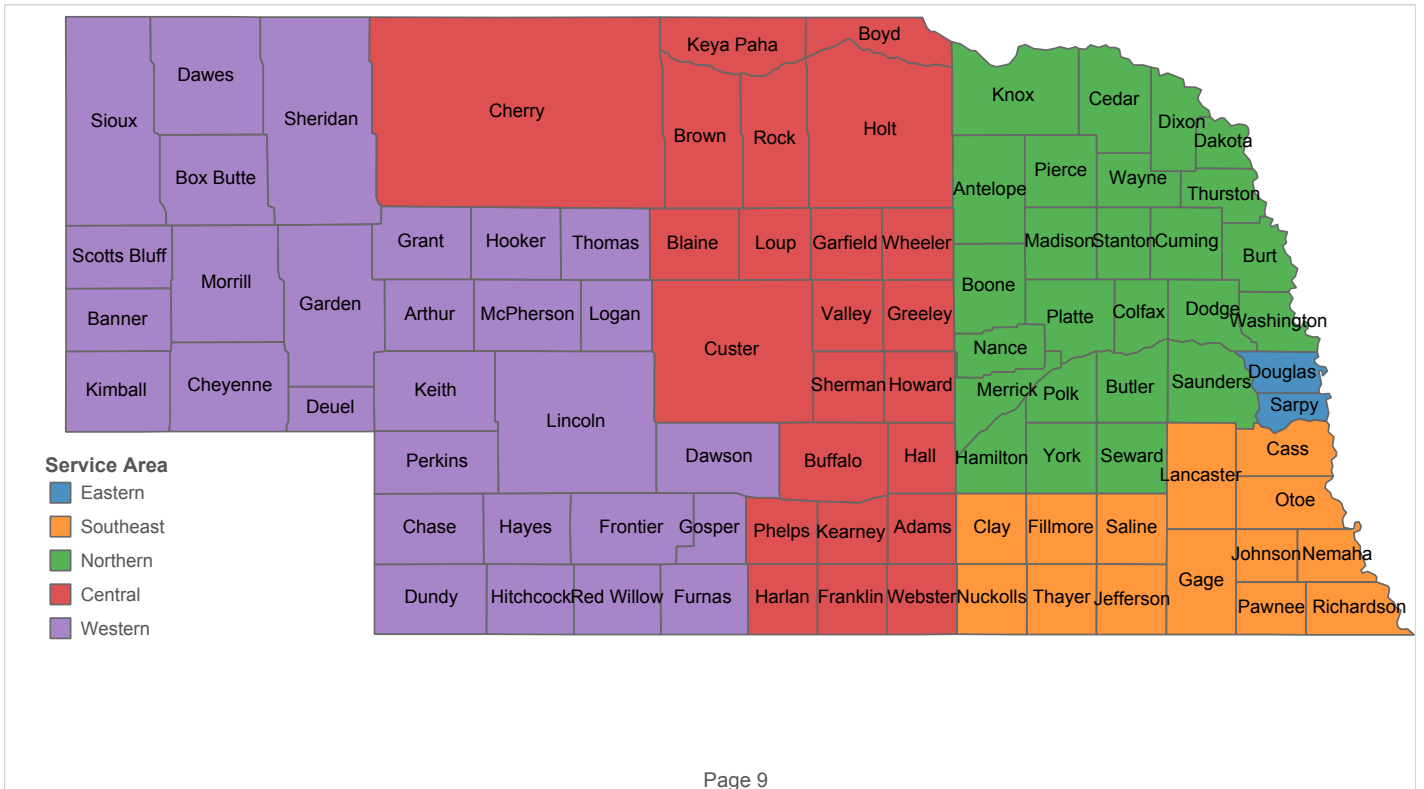 Keya Paha
Boyd
Dawes
Knox
Cedar
Cherry
Sioux
Sheridan
Brown
Rock
Holt
Dixon
Dakota
Box Butte
Pierce
Wayne
Antelope
Thurston
Grant
Hooker
Thomas
Blaine
Loup
Garfield
Wheeler
Madison
Stanton
Cuming
Scotts Bluff
Burt
Morrill
Boone
Garden
Banner
Arthur
McPherson
Logan
Valley
Greeley
Platte
Colfax
Dodge
Washington
Custer
Nance
Kimball
Cheyenne
Keith
Sherman
Howard
Merrick
Polk
Butler
Saunders
Douglas
Deuel
Lincoln
Sarpy
Perkins
Dawson
Buffalo
Hall
Hamilton
York
Seward
Lancaster
Cass
Otoe
Chase
Hayes
Frontier
Gosper
Phelps
Kearney
Adams
Clay
Fillmore
Saline
Johnson
Nemaha
Gage
Dundy
Hitchcock
Red Willow
Furnas
Harlan
Franklin
Webster
Nuckolls
Thayer
Jefferson
Pawnee
Richardson
Service Area
Eastern
Southeast
Northern
Central
Western
Page 9